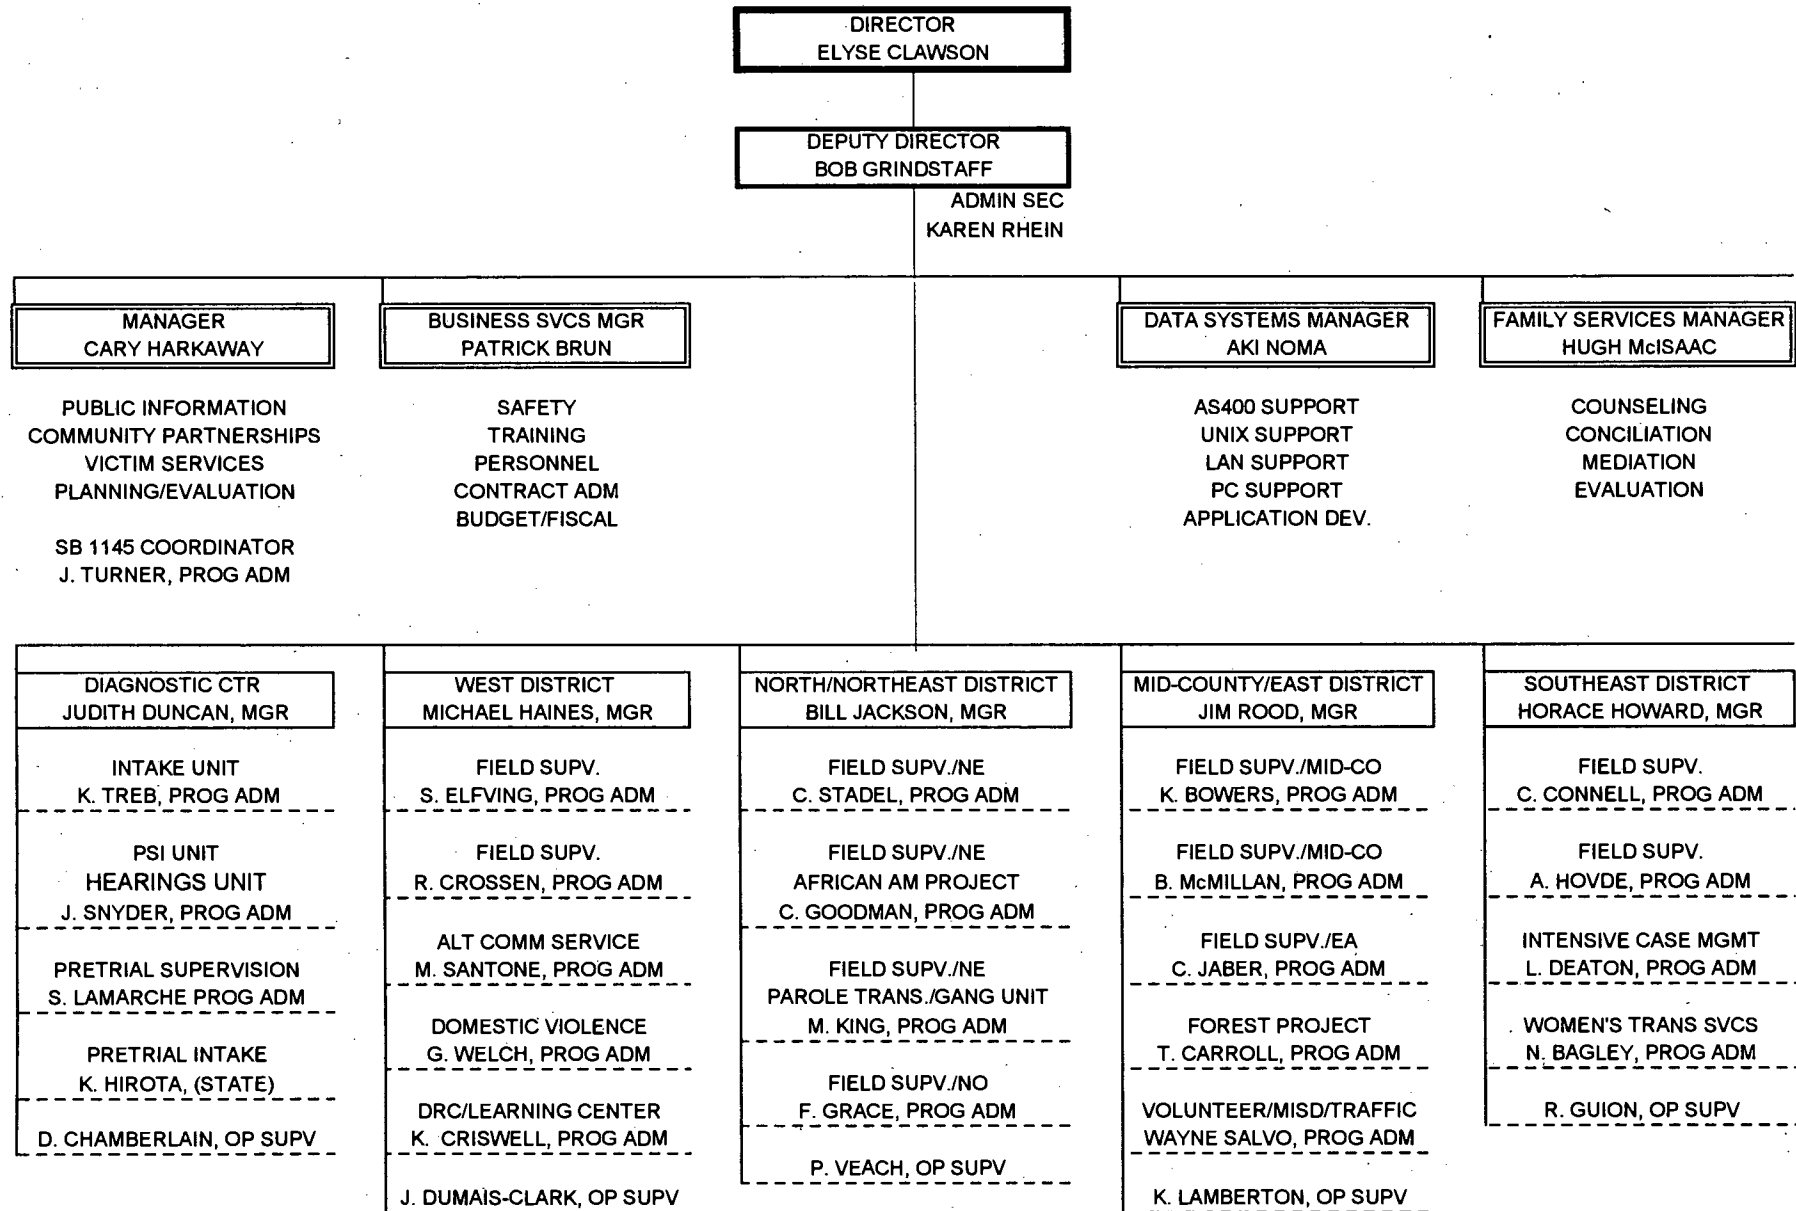 DIRECTOR
ELYSE CLAWSON
DEPUTY DIRECTOR
BOB GRINDSTAFF
ADMIN SEC
KAREN RHEIN
MANAGER
CARY HARKAWAY
PUBLIC INFORMATION
COMMUNITY PARTNERSHIPS
VICTIM SERVICES
PLANNING/EVALUATION
SB 1145 COORDINATOR
J. TURNER, PROG ADM
BUSINESS SVCS MGR
PATRICK BRUN
SAFETY
TRAINING
PERSONNEL
CONTRACT ADM
BUDGET/FISCAL
DATA SYSTEMS MANAGER
AKI NOMA
AS400 SUPPORT
UNIX SUPPORT
LAN SUPPORT
PC SUPPORT
APPLICATION DEV.
FAMILY SERVICES MANAGER
HUGH McISAAC
COUNSELING
CONCILIATION
MEDIATION
EVALUATION
DIAGNOSTIC CTR
JUDITH DUNCAN, MGR
INTAKE UNIT
K. TREB, PROG ADM
PSI UNIT
HEARINGS UNIT
J. SNYDER, PROG ADM
PRETRIAL SUPERVISION
S. LAMARCHE PROG ADM
PRETRIAL INTAKE
K. HIROTA, (STATE)
D. CHAMBERLAIN, OP SUPV
WEST DISTRICT
MICHAEL HAINES, MGR
FIELD SUPV.
S. ELFVING, PROG ADM
FIELD SUPV.
R. CROSSEN, PROG ADM
ALT COMM SERVICE
M. SANTONE, PROG ADM
DOMESTIC VIOLENCE
G. WELCH, PROG ADM
DRC/LEARNING CENTER
K. CRISWELL, PROG ADM
J. DUMAIS-CLARK, OP SUPV
NORTH/NORTHEAST DISTRICT
BILL JACKSON, MGR
FIELD SUPV./NE
C. STADEL, PROG ADM
FIELD SUPV./NE
AFRICAN AM PROJECT
C. GOODMAN, PROG ADM
FIELD SUPV./NE
PAROLE TRANS./GANG UNIT
M. KING, PROG ADM
FIELD SUPV./NO
F. GRACE, PROG ADM
P. VEACH, OP SUPV
MID-COUNTY/EAST DISTRICT
JIM ROOD, MGR
FIELD SUPV./MID-CO
K. BOWERS, PROG ADM
FIELD SUPV./MID-CO
B. McMILLAN, PROG ADM
FIELD SUPV./EA
C. JABER, PROG ADM
FOREST PROJECT
T. CARROLL, PROG ADM
VOLUNTEER/MISD/TRAFFIC
WAYNE SALVO, PROG ADM
K. LAMBERTON, OP SUPV
SOUTHEAST DISTRICT
HORACE HOWARD, MGR
FIELD SUPV.
C. CONNELL, PROG ADM
FIELD SUPV.
A. HOVDE, PROG ADM
INTENSIVE CASE MGMT
L. DEATON, PROG ADM
WOMEN'S TRANS SVCS
N. BAGLEY, PROG ADM
R. GUION, OP SUPV